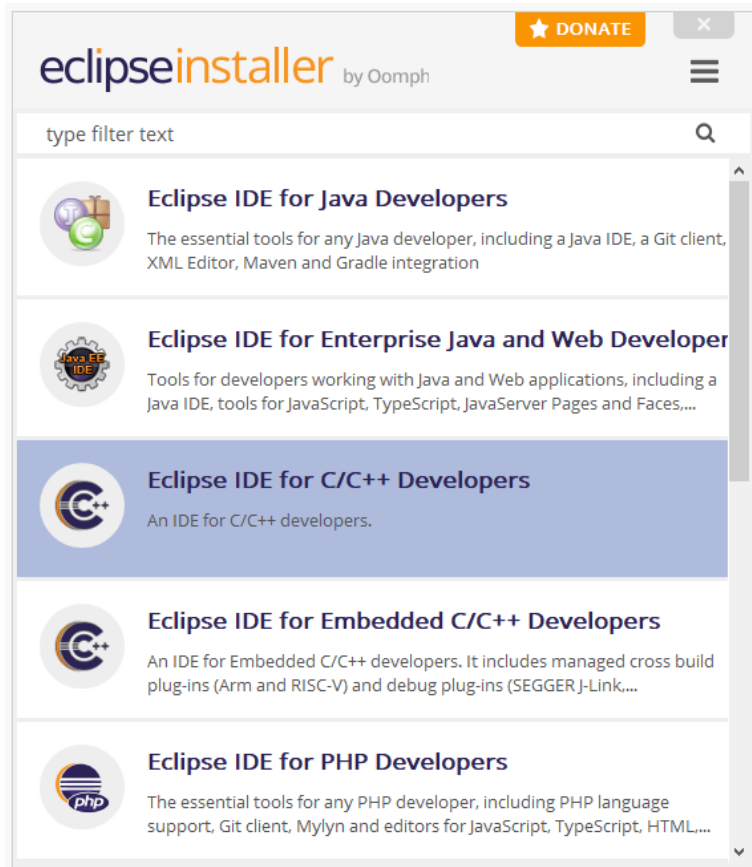 DONATE
eclipseinstaller by Oomph
type filter text
Eclipse IDE for Java Developers
The essential tools for any Java developer, including a Java IDE, a Git client,
XML Editor, Maven and Gradle integration
Java EE
IDE
Eclipse IDE for Enterprise Java and Web Developer
Tools for developers working with Java and Web applications, including a
Java IDE, tools for JavaScript, TypeScript, JavaServer Pages and Faces,...
C++
Eclipse IDE for C/C++ Developers
An IDE for C/C++ developers.
C++
Eclipse IDE for Embedded C/C++ Developers
An IDE for Embedded C/C++ developers. It includes managed cross build
plug-ins (Arm and RISC-V) and debug plug-ins (SEGGER J-Link,...
php
Eclipse IDE for PHP Developers
The essential tools for any PHP developer, including PHP language
support, Git client, Mylyn and editors for JavaScript, TypeScript, HTML,...